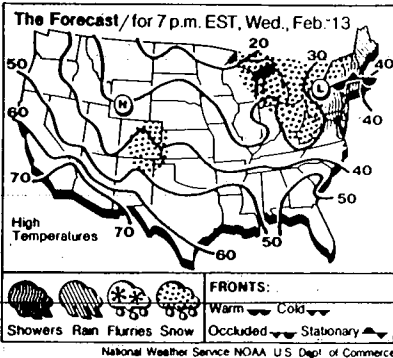 The Forecast / for 7 p.m. EST, Wed., Feb. 13
20
30
40
50
40
60
70
40
50
High
Temperatures
70
60
50
H
L
FRONTS:
Warm Cold
Showers Rain Flurries Snow
Occluded Stationary
National Weather Service NOAA U S Dept of Commerce